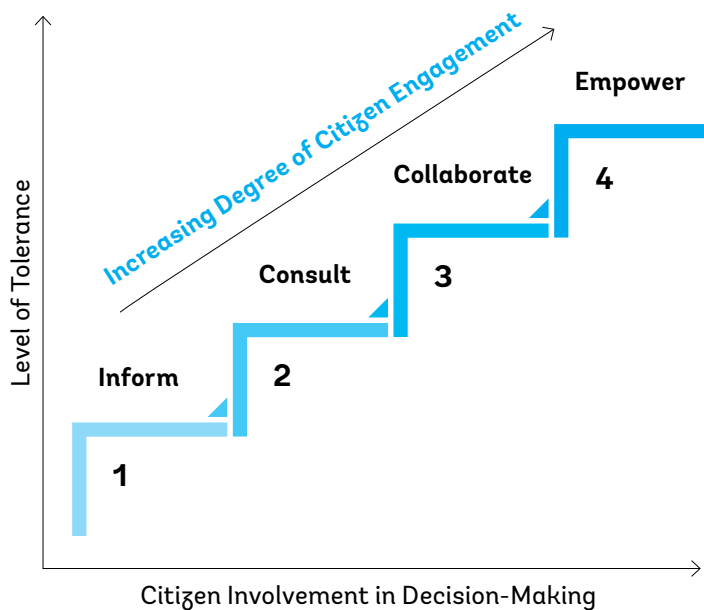 Empower
4
Increasing Degree of Citizen Engagement
Collaborate
3
Consult
2
Inform
1
Level of Tolerance
Citizen Involvement in Decision-Making